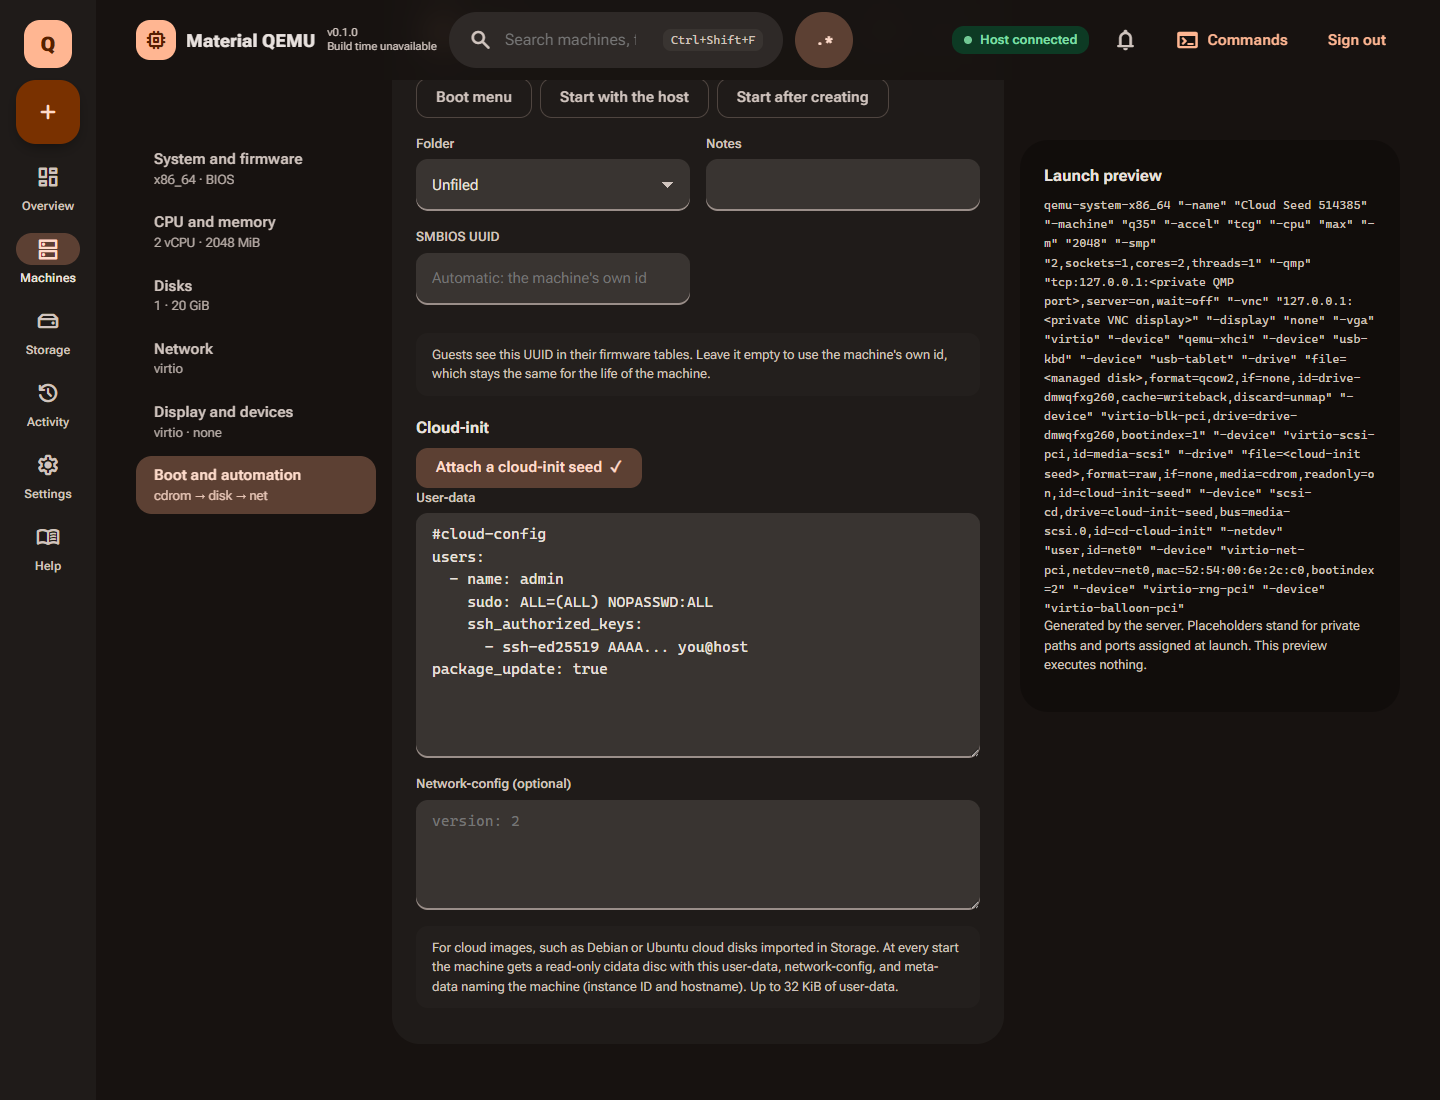 Q
Material QEMU
v0.1.0
Build time unavailable
Search machines,
Ctrl+Shift+F
.*
Host connected
Commands
Sign out
+
Overview
Machines
Storage
Activity
Settings
Help
System and firmware
x86_64 · BIOS
CPU and memory
2 vCPU · 2048 MiB
Disks
1 · 20 GiB
Network
virtio
Display and devices
virtio · none
Boot and automation
cdrom → disk → net
Boot menu
Start with the host
Start after creating
Folder
Notes
Unfiled
SMBIOS UUID
Automatic: the machine's own id
Guests see this UUID in their firmware tables. Leave it empty to use the machine's own id,
which stays the same for the life of the machine.
Cloud-init
Attach a cloud-init seed ✓
User-data
#cloud-config
users:
  - name: admin
    sudo: ALL=(ALL) NOPASSWD:ALL
    ssh_authorized_keys:
      - ssh-ed25519 AAAA... you@host
package_update: true
Network-config (optional)
version: 2
For cloud images, such as Debian or Ubuntu cloud disks imported in Storage. At every start
the machine gets a read-only cidata disc with this user-data, network-config, and meta-
data naming the machine (instance ID and hostname). Up to 32 KiB of user-data.
Launch preview
qemu-system-x86_64 "-name" "Cloud Seed 514385"
"-machine" "q35" "-accel" "tcg" "-cpu" "max" "-
m" "2048" "-smp"
"2,sockets=1,cores=2,threads=1" "-qmp"
"tcp:127.0.0.1:<private QMP
port>,server=on,wait=off" "-vnc" "127.0.0.1:
<private VNC display>" "-display" "none" "-vga"
"virtio" "-device" "qemu-xhci" "-device" "usb-
kbd" "-device" "usb-tablet" "-drive" "file=
<managed disk>,format=qcow2,if=none,id=drive-
dmwqfxg260,cache=writeback,discard=unmap" "-
device" "virtio-blk-pci,drive=drive-
dmwqfxg260,bootindex=1" "-device" "virtio-scsi-
pci,id=media-scsi" "-drive" "file=<cloud-init
seed>,format=raw,if=none,media=cdrom,readonly=o
n,id=cloud-init-seed" "-device" "scsi-
cd,drive=cloud-init-seed,bus=media-
scsi.0,id=cd-cloud-init" "-netdev"
"user,id=net0" "-device" "virtio-net-
pci,netdev=net0,mac=52:54:00:6e:2c:c0,bootindex
=2" "-device" "virtio-rng-pci" "-device"
"virtio-balloon-pci"
Generated by the server. Placeholders stand for private
paths and ports assigned at launch. This preview
executes nothing.